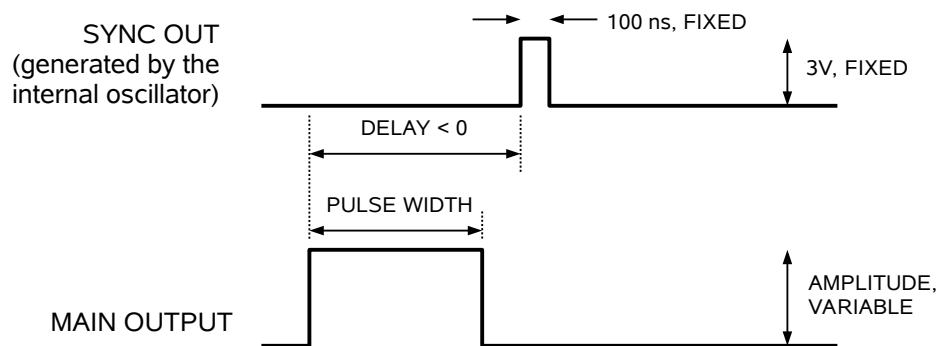 100 ns, FIXED
SYNC OUT
(generated by the
internal oscillator)
3V, FIXED
DELAY < 0
PULSE WIDTH
AMPLITUDE,
VARIABLE
MAIN OUTPUT